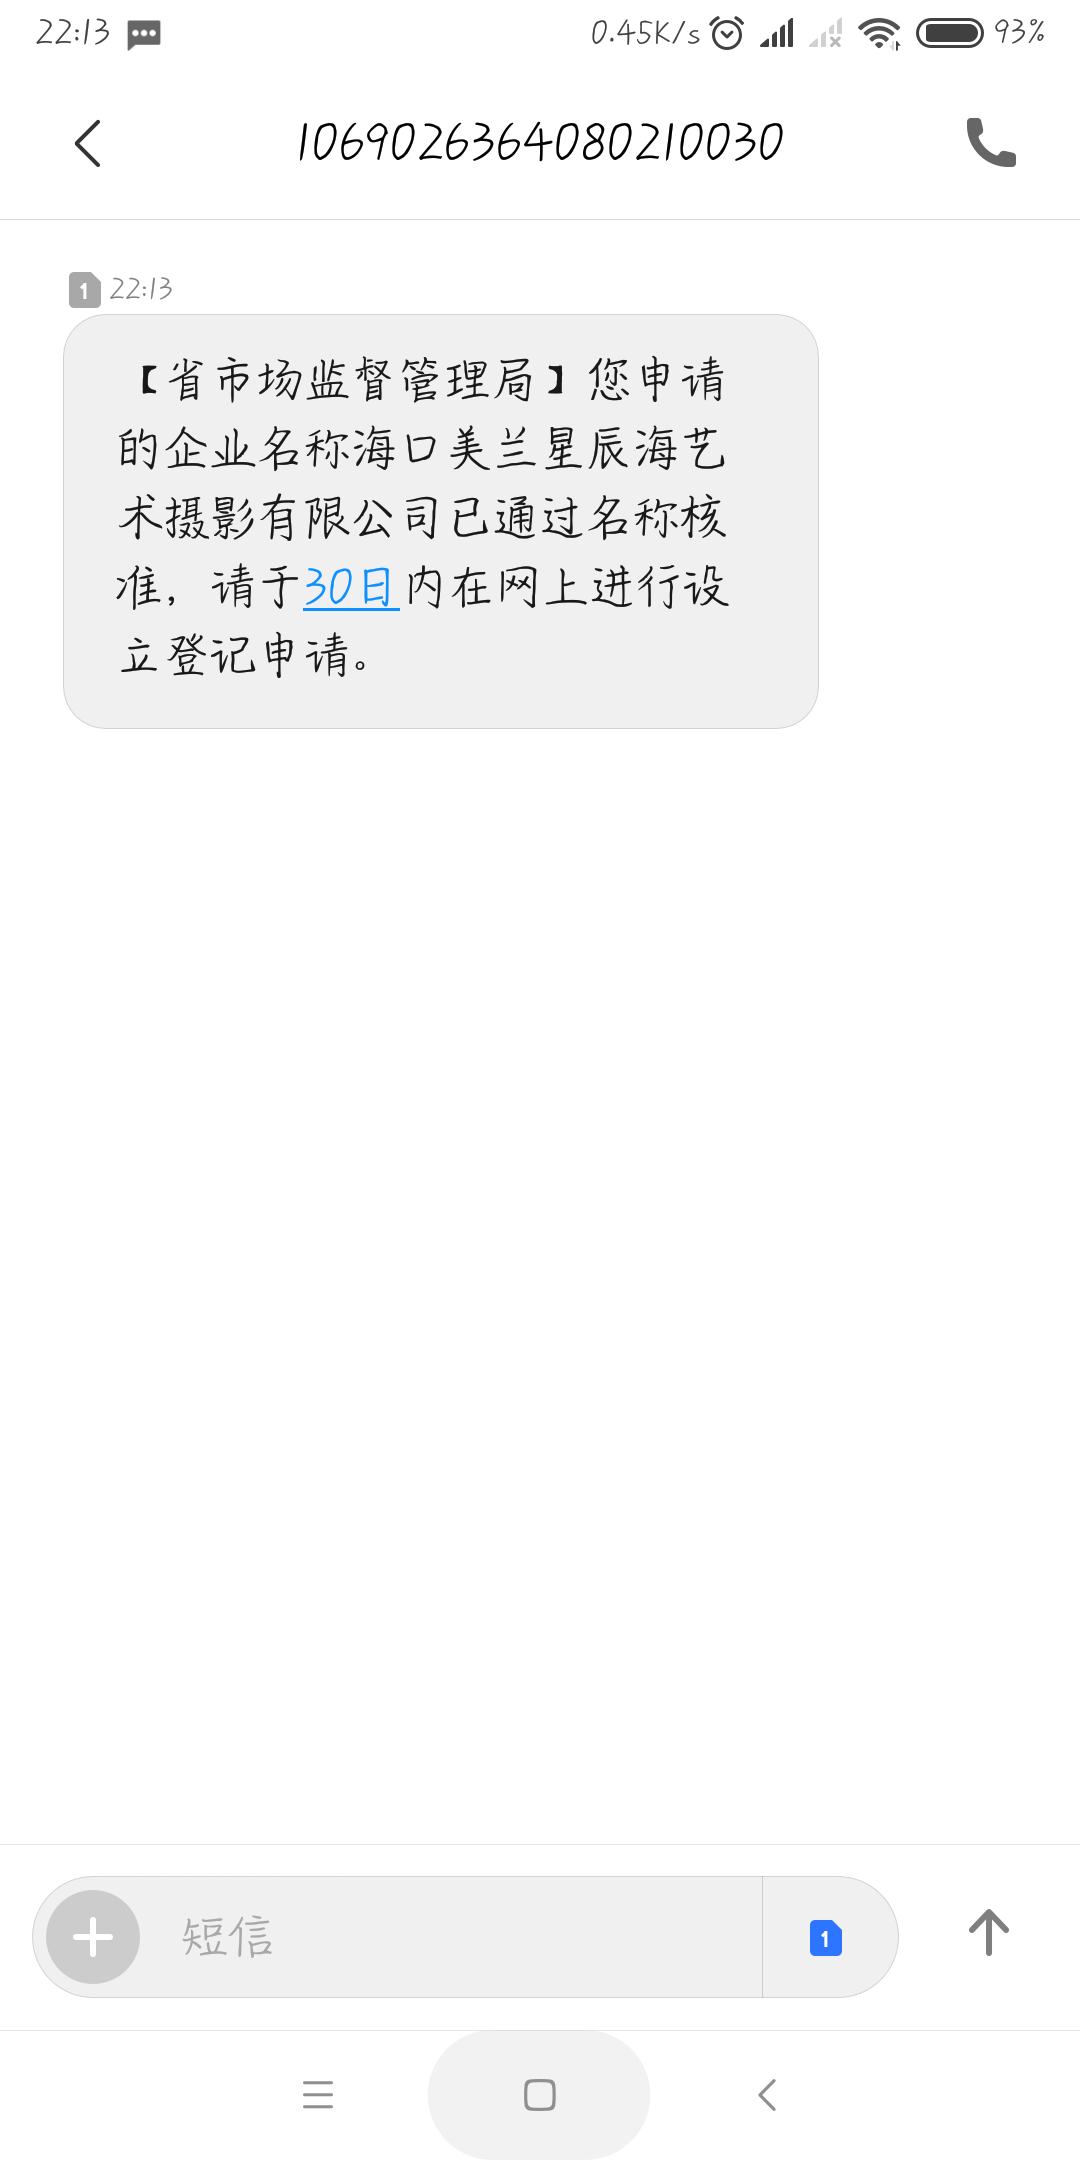 22:13 0.45K/s 93%
1069026364080210030
1 22:13
【省市场监督管理局】您申请
的企业名称海口美兰星辰海艺
术摄影有限公司已通过名称核
准，请于30日内在网上进行设
立登记申请。
短信 1